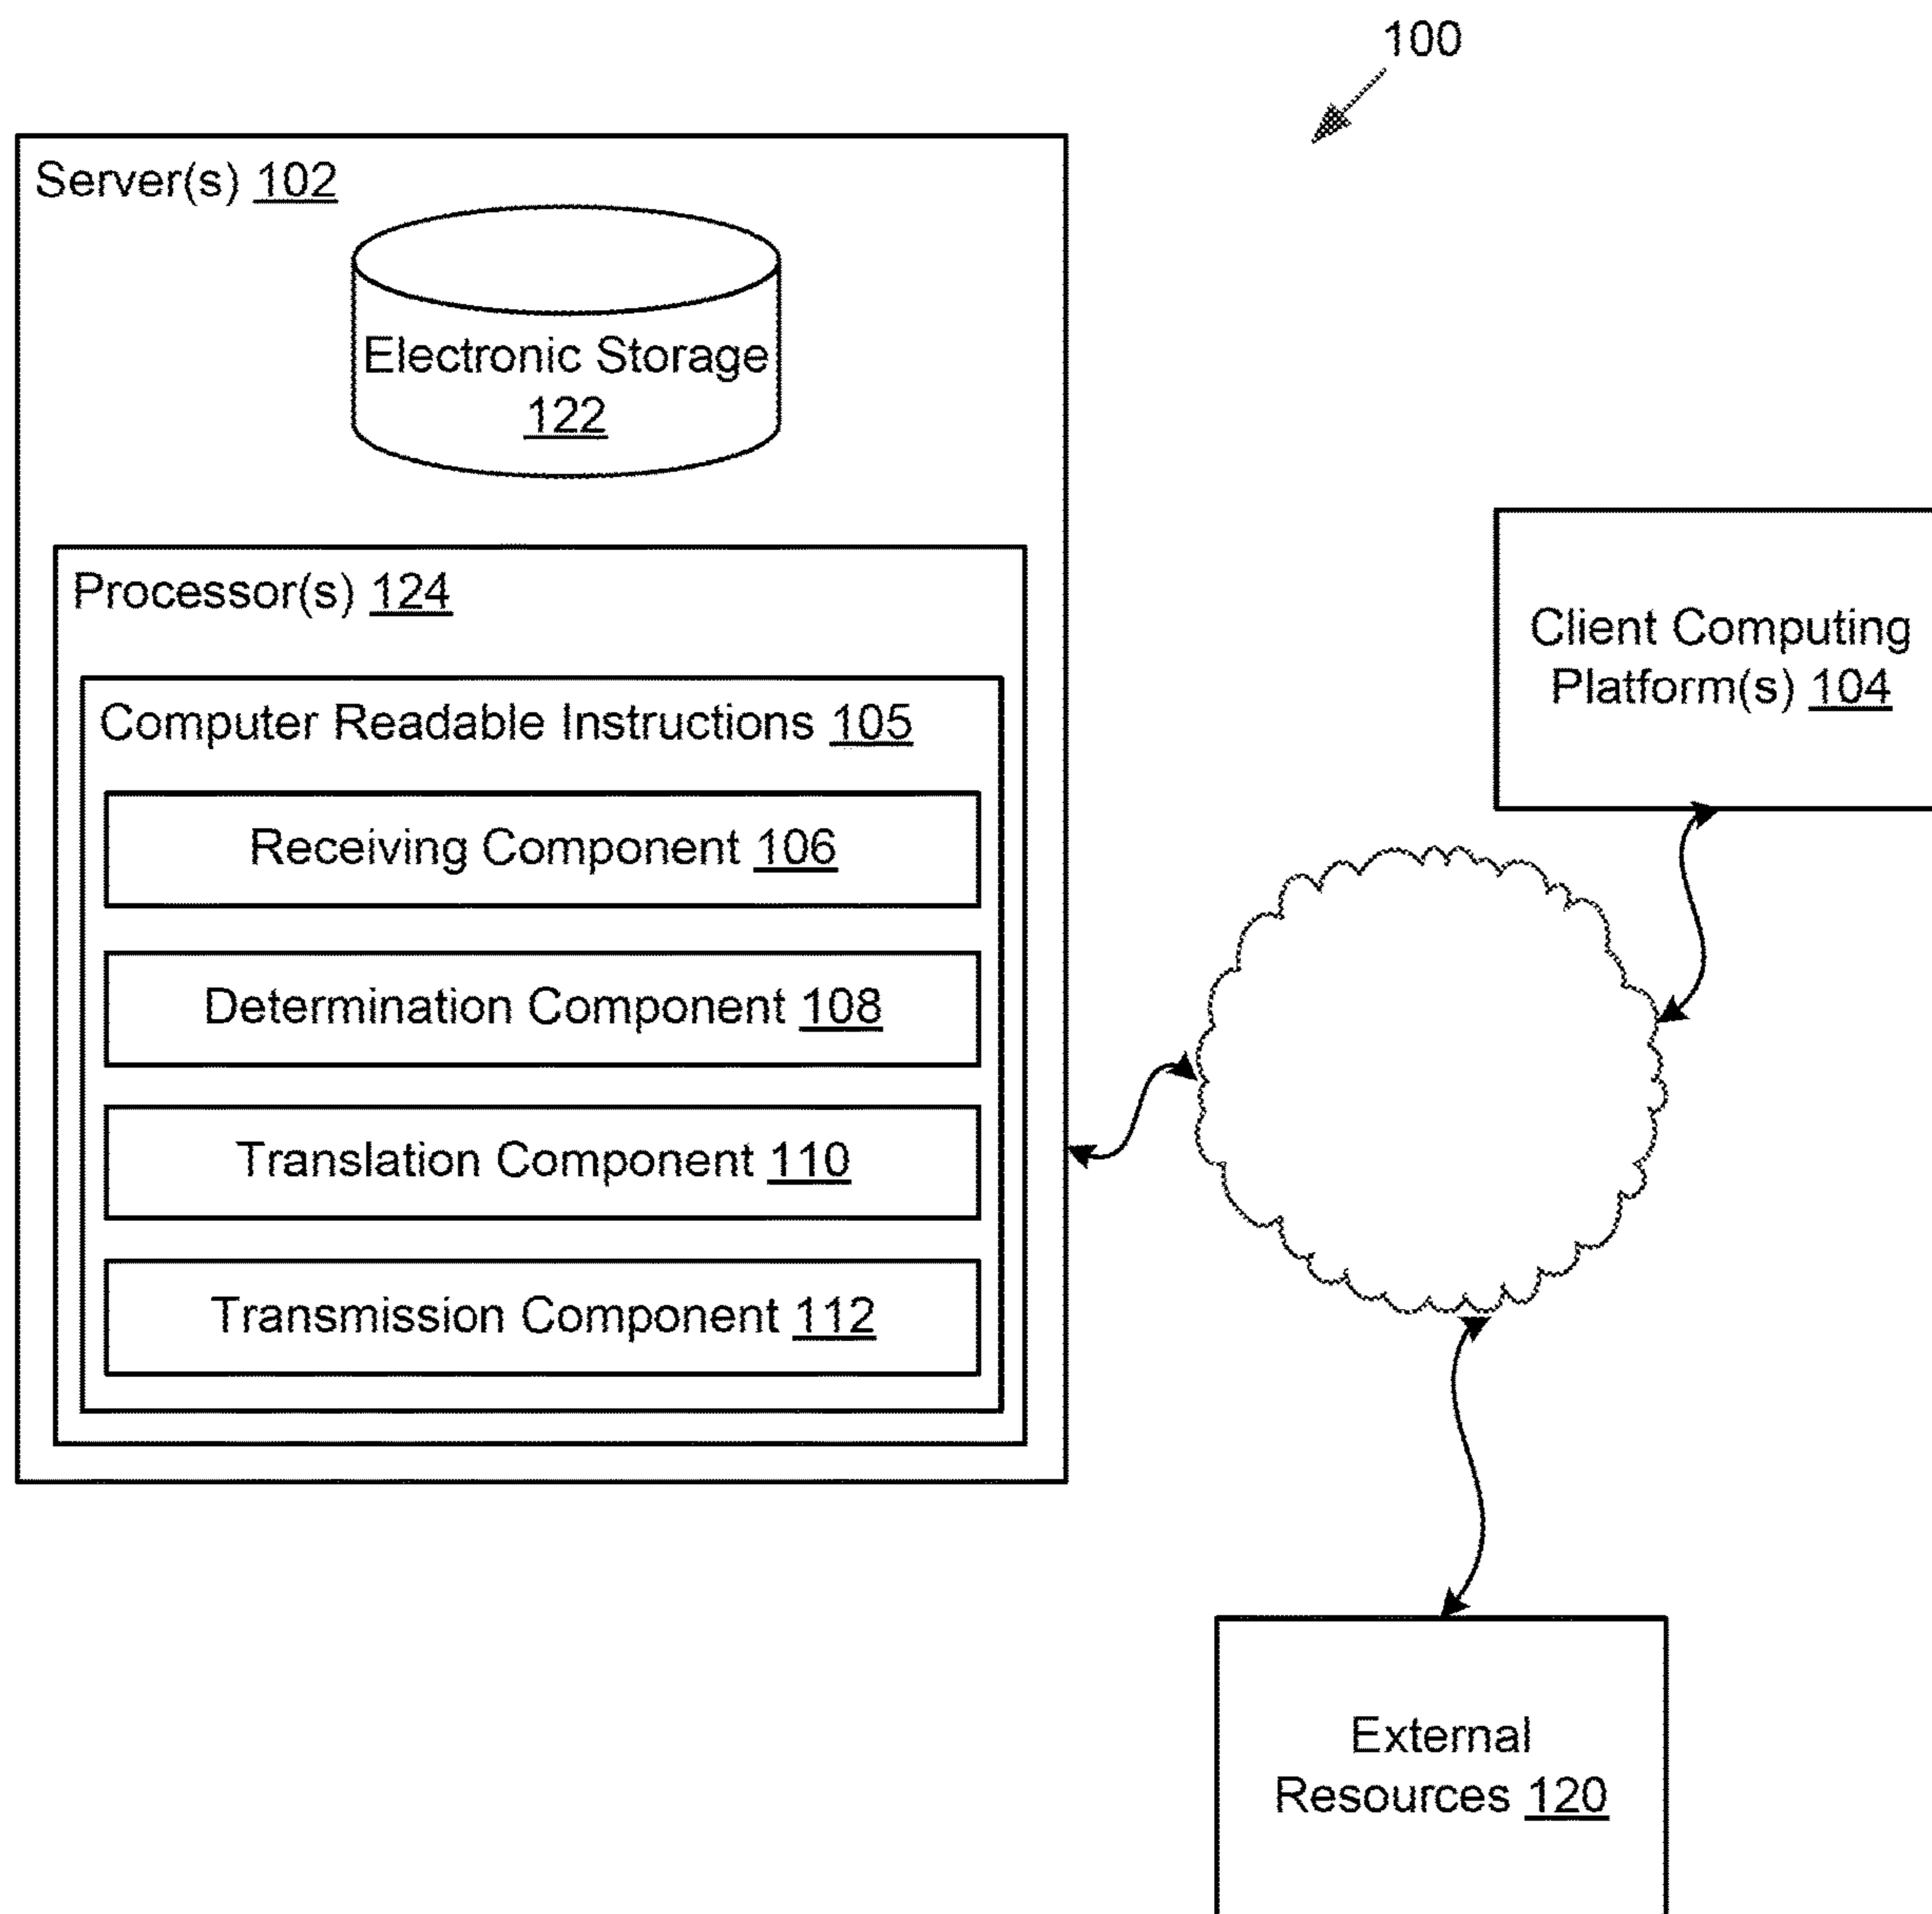 100
Server(s) 102
Electronic Storage
122
Processor(s) 124
Computer Readable Instructions 105
Receiving Component 106
Determination Component 108
Translation Component 110
Transmission Component 112
Client Computing
Platform(s) 104
External
Resources 120